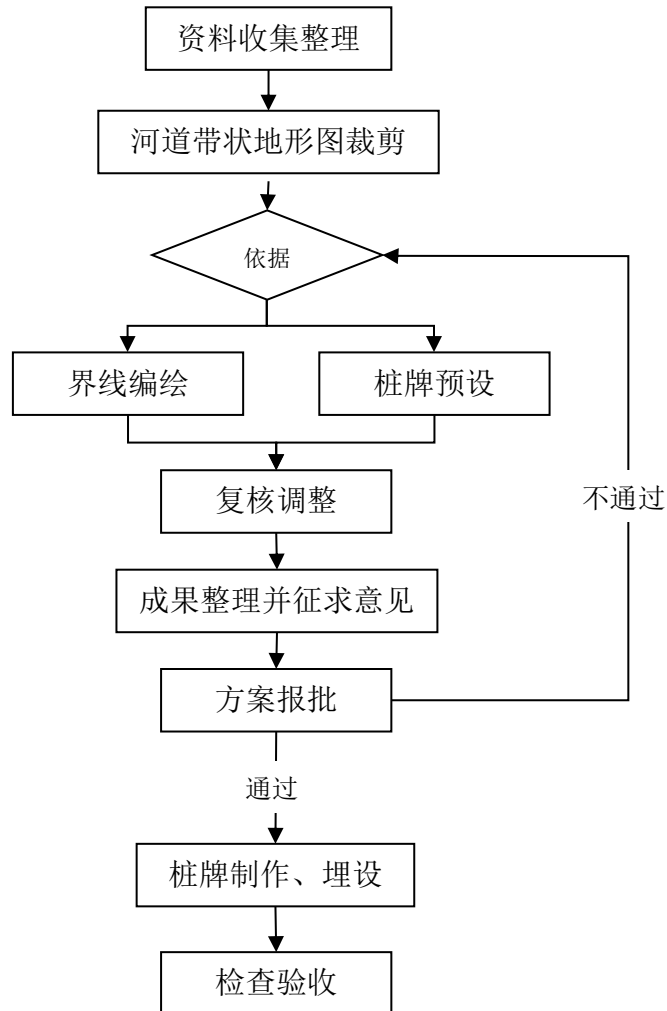 资料收集整理
河道带状地形图裁剪
依据
界线编绘
桩牌预设
复核调整
不通过
成果整理并征求意见
方案报批
通过
桩牌制作、埋设
检查验收